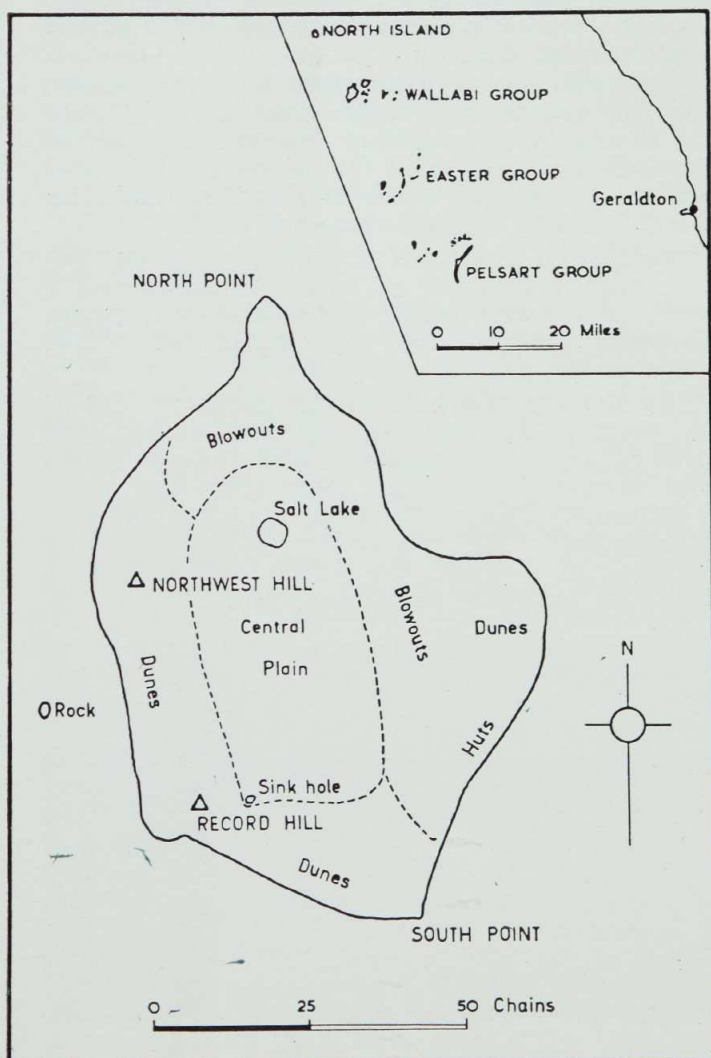 NORTH ISLAND
WALLABI GROUP
EASTER GROUP
Geraldton
PELSART GROUP
0 10 20 Miles
NORTH POINT
Blowouts
Salt Lake
NORTHWEST HILL
Central
Plain
Blowouts
Dunes
Dunes
Rock
N
Huts
Sink hole
RECORD HILL
Dunes
SOUTH POINT
0 25 50 Chains